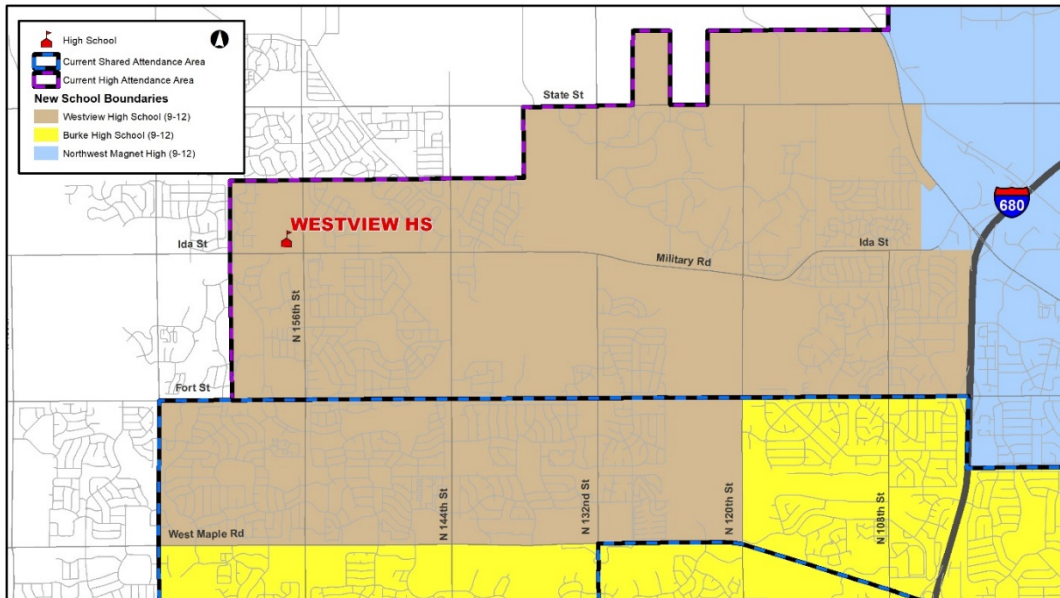 High School
Current Shared Attendance Area
Current High Attendance Area
New School Boundaries
Westview High School (9-12)
Burke High School (9-12)
Northwest Magnet High (9-12)
State St
680
WESTVIEW HS
Ida St
Ida St
Military Rd
N 156th St
Fort St
N 144th St
N 132nd St
N 120th St
N 108th St
West Maple Rd